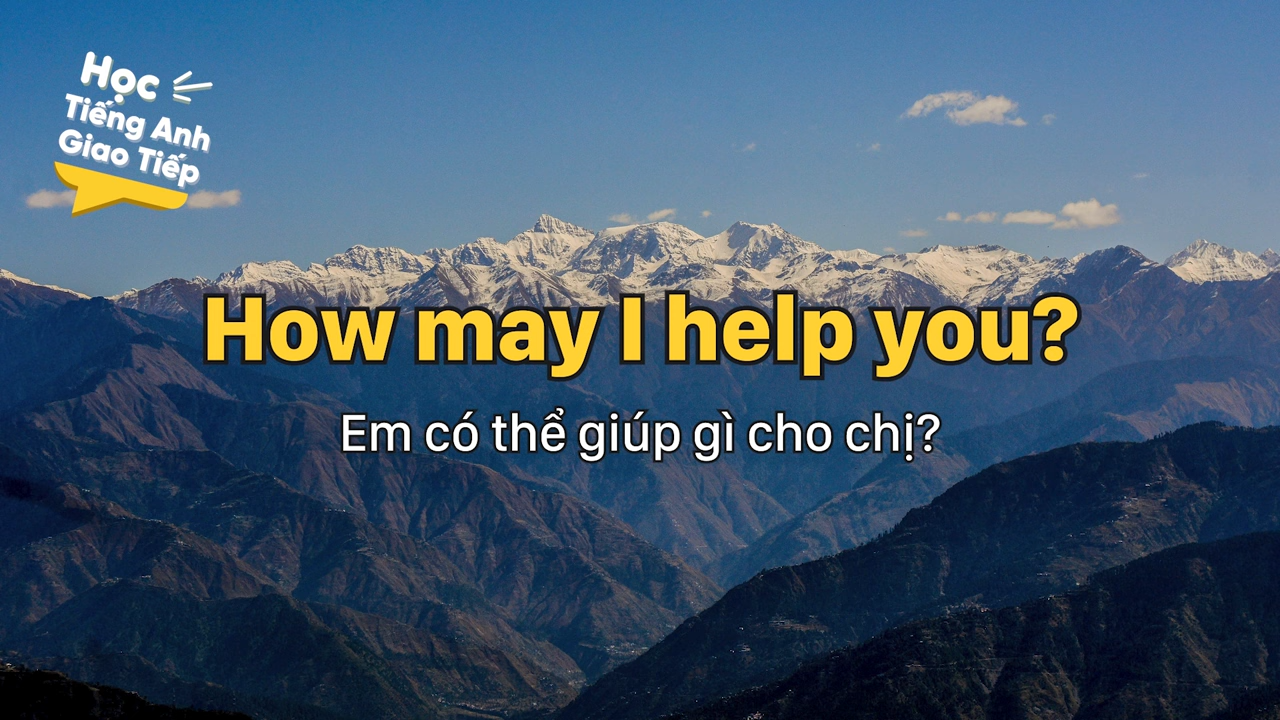 Học
Tiếng Anh
Giao Tiếp
How may I help you?
Em có thể giúp gì cho chị?